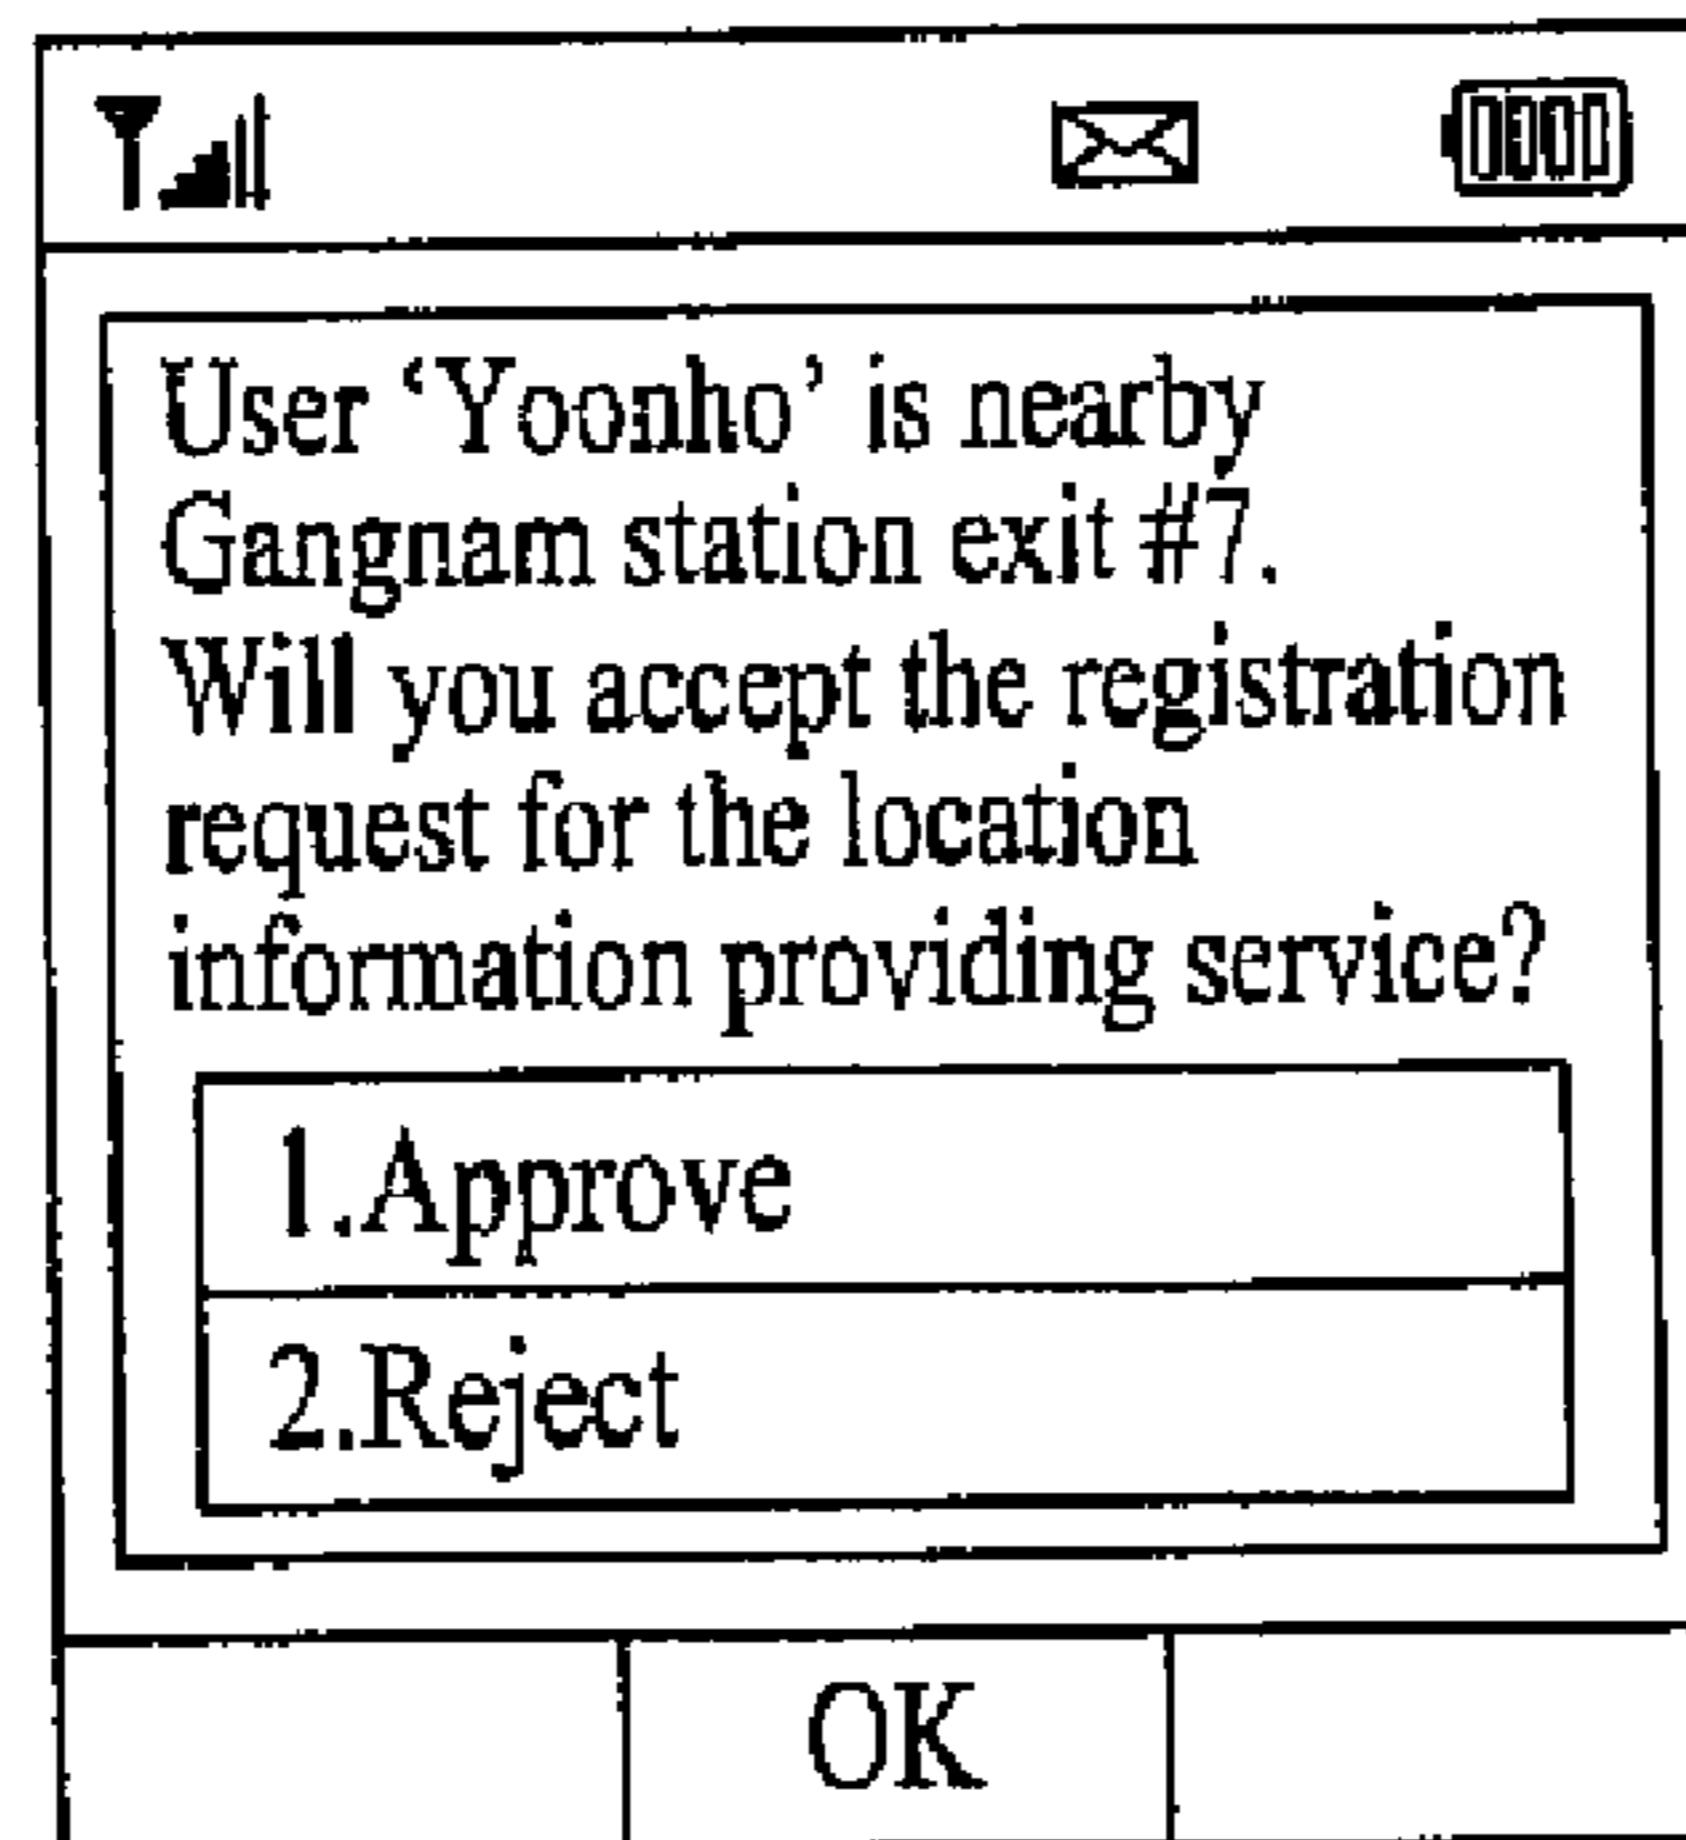 User ‘Yoonho’ is nearby
Gangnam station exit #7.
Will you accept the registration
request for the location
information providing service?
1.Approve
2.Reject
OK